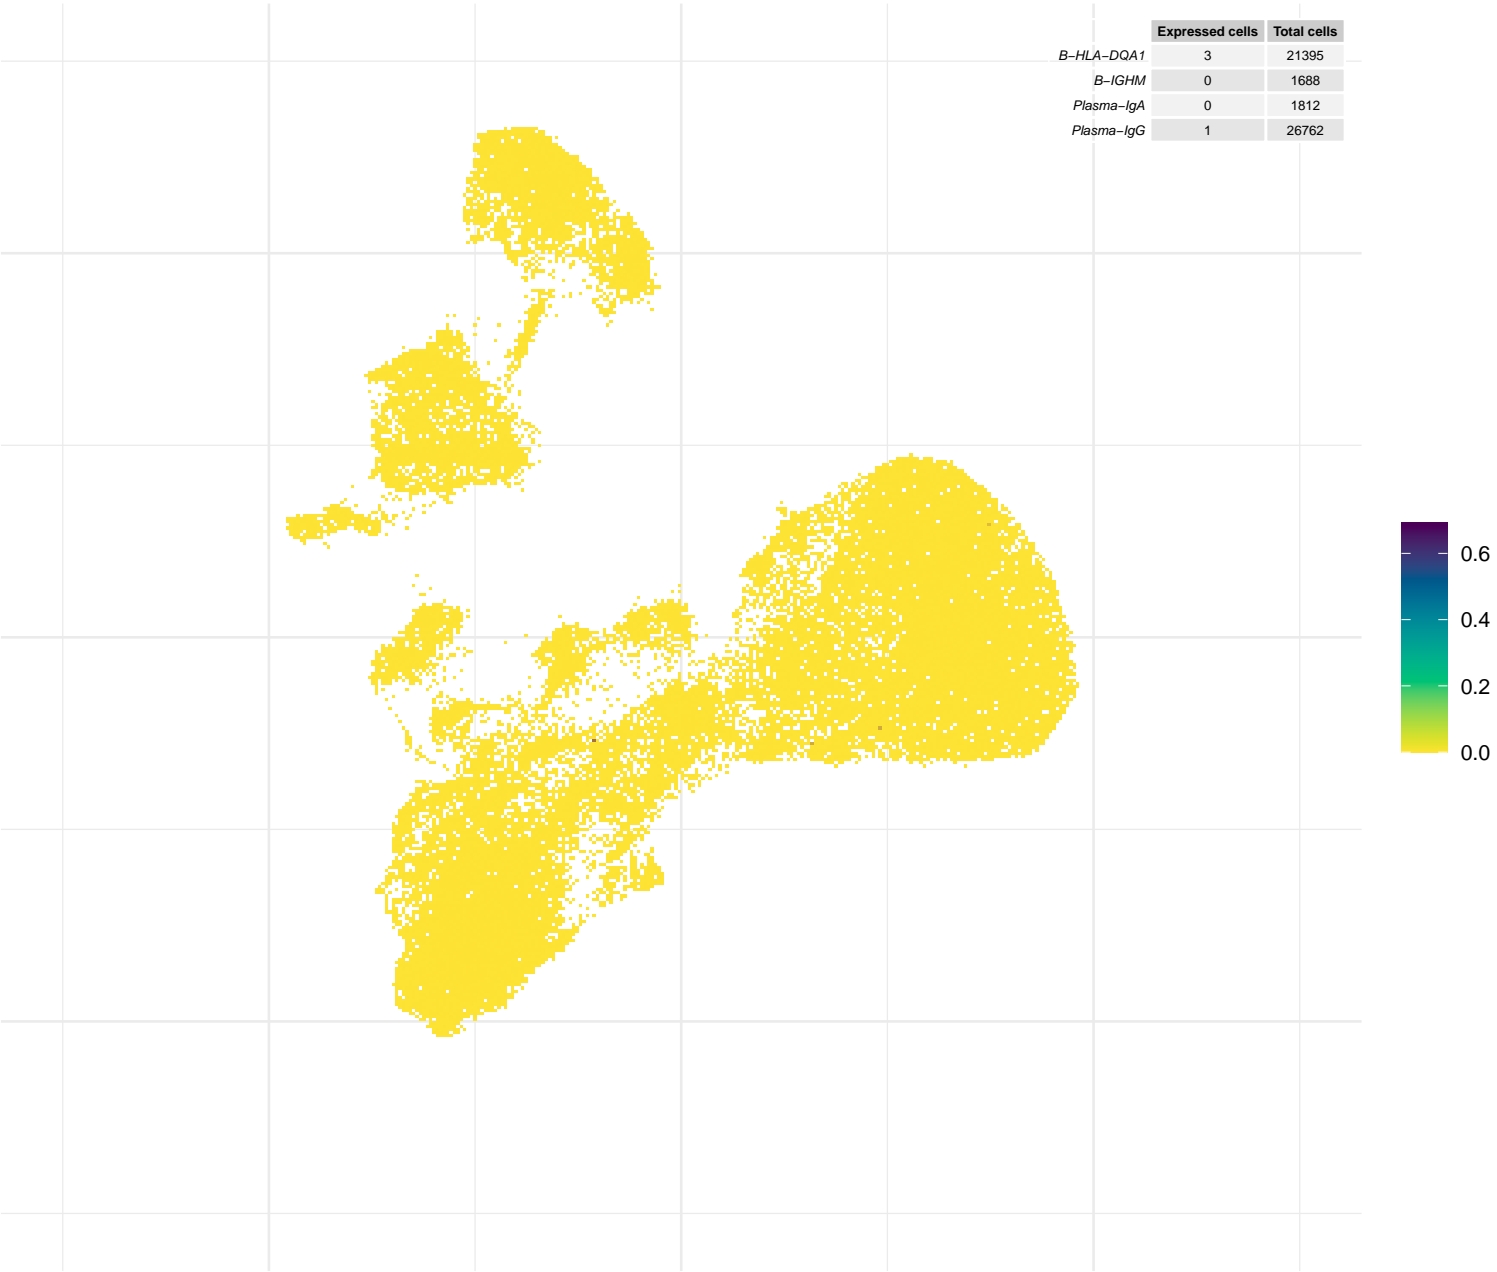 Expressed cells Total cells
B−HLA−DQA1 3 21395
B−IGHM 0 1688
Plasma−IgA 0 1812
Plasma−IgG 1 26762
0.6
0.4
0.2
0.0